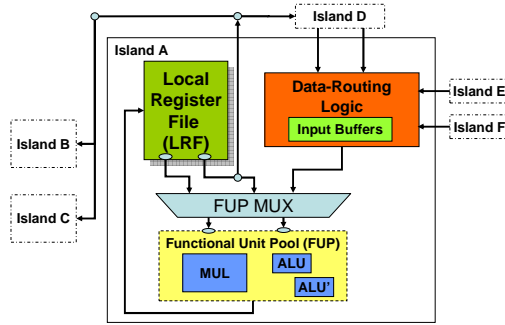 Island D
Island A
Local
Register
File
(LRF)
Data-Routing
Logic
Input Buffers
Island E
Island F
Island B
Island C
FUP MUX
Functional Unit Pool (FUP)
MUL
ALU
ALU'